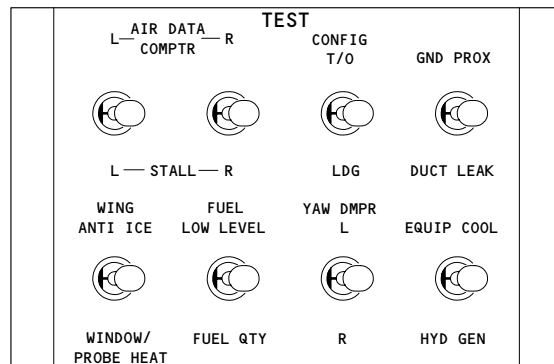 TEST
L — AIR DATA — R
COMPTR
CONFIG
T/O
GND PROX
L — STALL — R
LDG
DUCT LEAK
WING
ANTI ICE
FUEL
LOW LEVEL
YAW DMPR
L
EQUIP COOL
WINDOW/
PROBE HEAT
FUEL QTY
R
HYD GEN